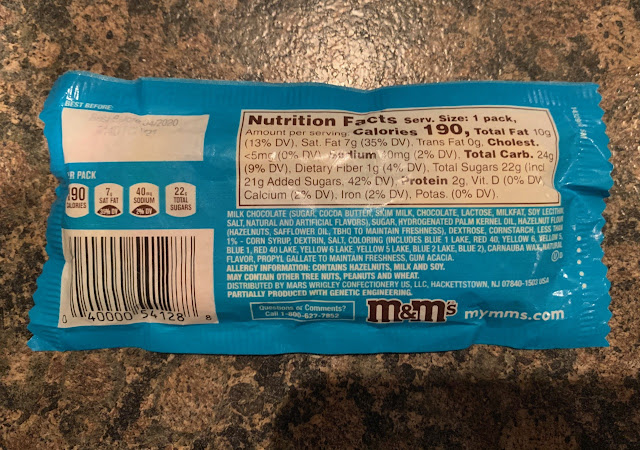 BEST BEFORE
2020
R PACK
190
CALORIES
7g
SAT FAT
35% DV
40mg
SODIUM
2% DV
22g
TOTAL
SUGARS
0 40000 54128 8
Nutrition Facts Serv. Size: 1 pack,
Amount per serving: Calories 190, Total Fat 10g
(13% DV), Sat. Fat 7g (35% DV), Trans Fat 0g, Cholest.
<5mg (0% DV), Sodium 40mg (2% DV), Total Carb. 24g
(9% DV), Dietary Fiber 1g (4% DV), Total Sugars 22g (Incl
21g Added Sugars, 42% DV), Protein 2g, Vit. D (0% DV)
Calcium (2% DV), Iron (2% DV), Potas. (0% DV).
MILK CHOCOLATE (SUGAR, COCOA BUTTER, SKIM MILK, CHOCOLATE, LACTOSE, MILKFAT, SOY LECITHIN,
SALT, NATURAL AND ARTIFICIAL FLAVORS), SUGAR, HYDROGENATED PALM KERNEL OIL, HAZELNUT FLOUR
(HAZELNUTS, SAFFLOWER OIL, TBHQ TO MAINTAIN FRESHNESS), DEXTROSE, CORNSTARCH, LESS THAN
1% - CORN SYRUP, DEXTRIN, SALT, COLORING (INCLUDES BLUE 1 LAKE, RED 40, YELLOW 6, YELLOW 5,
BLUE 1, RED 40 LAKE, YELLOW 6 LAKE, YELLOW 5 LAKE, BLUE 2 LAKE, BLUE 2), CARNAUBA WAX, NATURAL
FLAVOR, PROPYL GALLATE TO MAINTAIN FRESHNESS, GUM ACACIA.
ALLERGY INFORMATION: CONTAINS HAZELNUTS, MILK AND SOY.
MAY CONTAIN OTHER TREE NUTS, PEANUTS AND WHEAT.
DISTRIBUTED BY MARS WRIGLEY CONFECTIONERY US, LLC, HACKETTSTOWN, NJ 07840-1503 USA
PARTIALLY PRODUCED WITH GENETIC ENGINEERING.
Questions or Comments?
Call 1-800-627-7852
m&m's
mymms.com